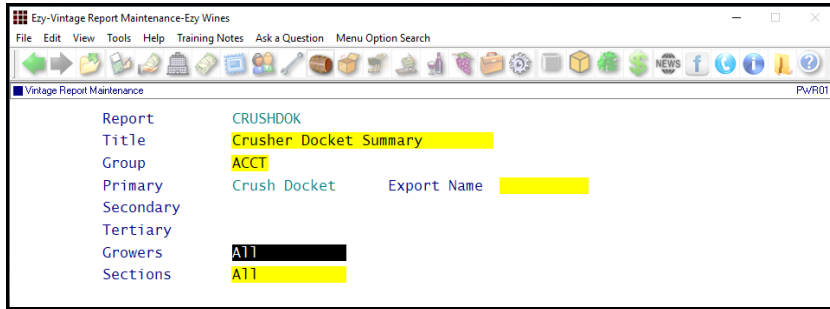 Ezy-Vintage Report Maintenance-Ezy Wines
File Edit View Tools Help Training Notes Ask a Question Menu Option Search
NEWS f i ?
Vintage Report Maintenance PWR01
Report CRUSHDOK
Title Crusher Docket Summary
Group ACCT
Primary Crush Docket Export Name
Secondary
Tertiary
Growers All
Sections All